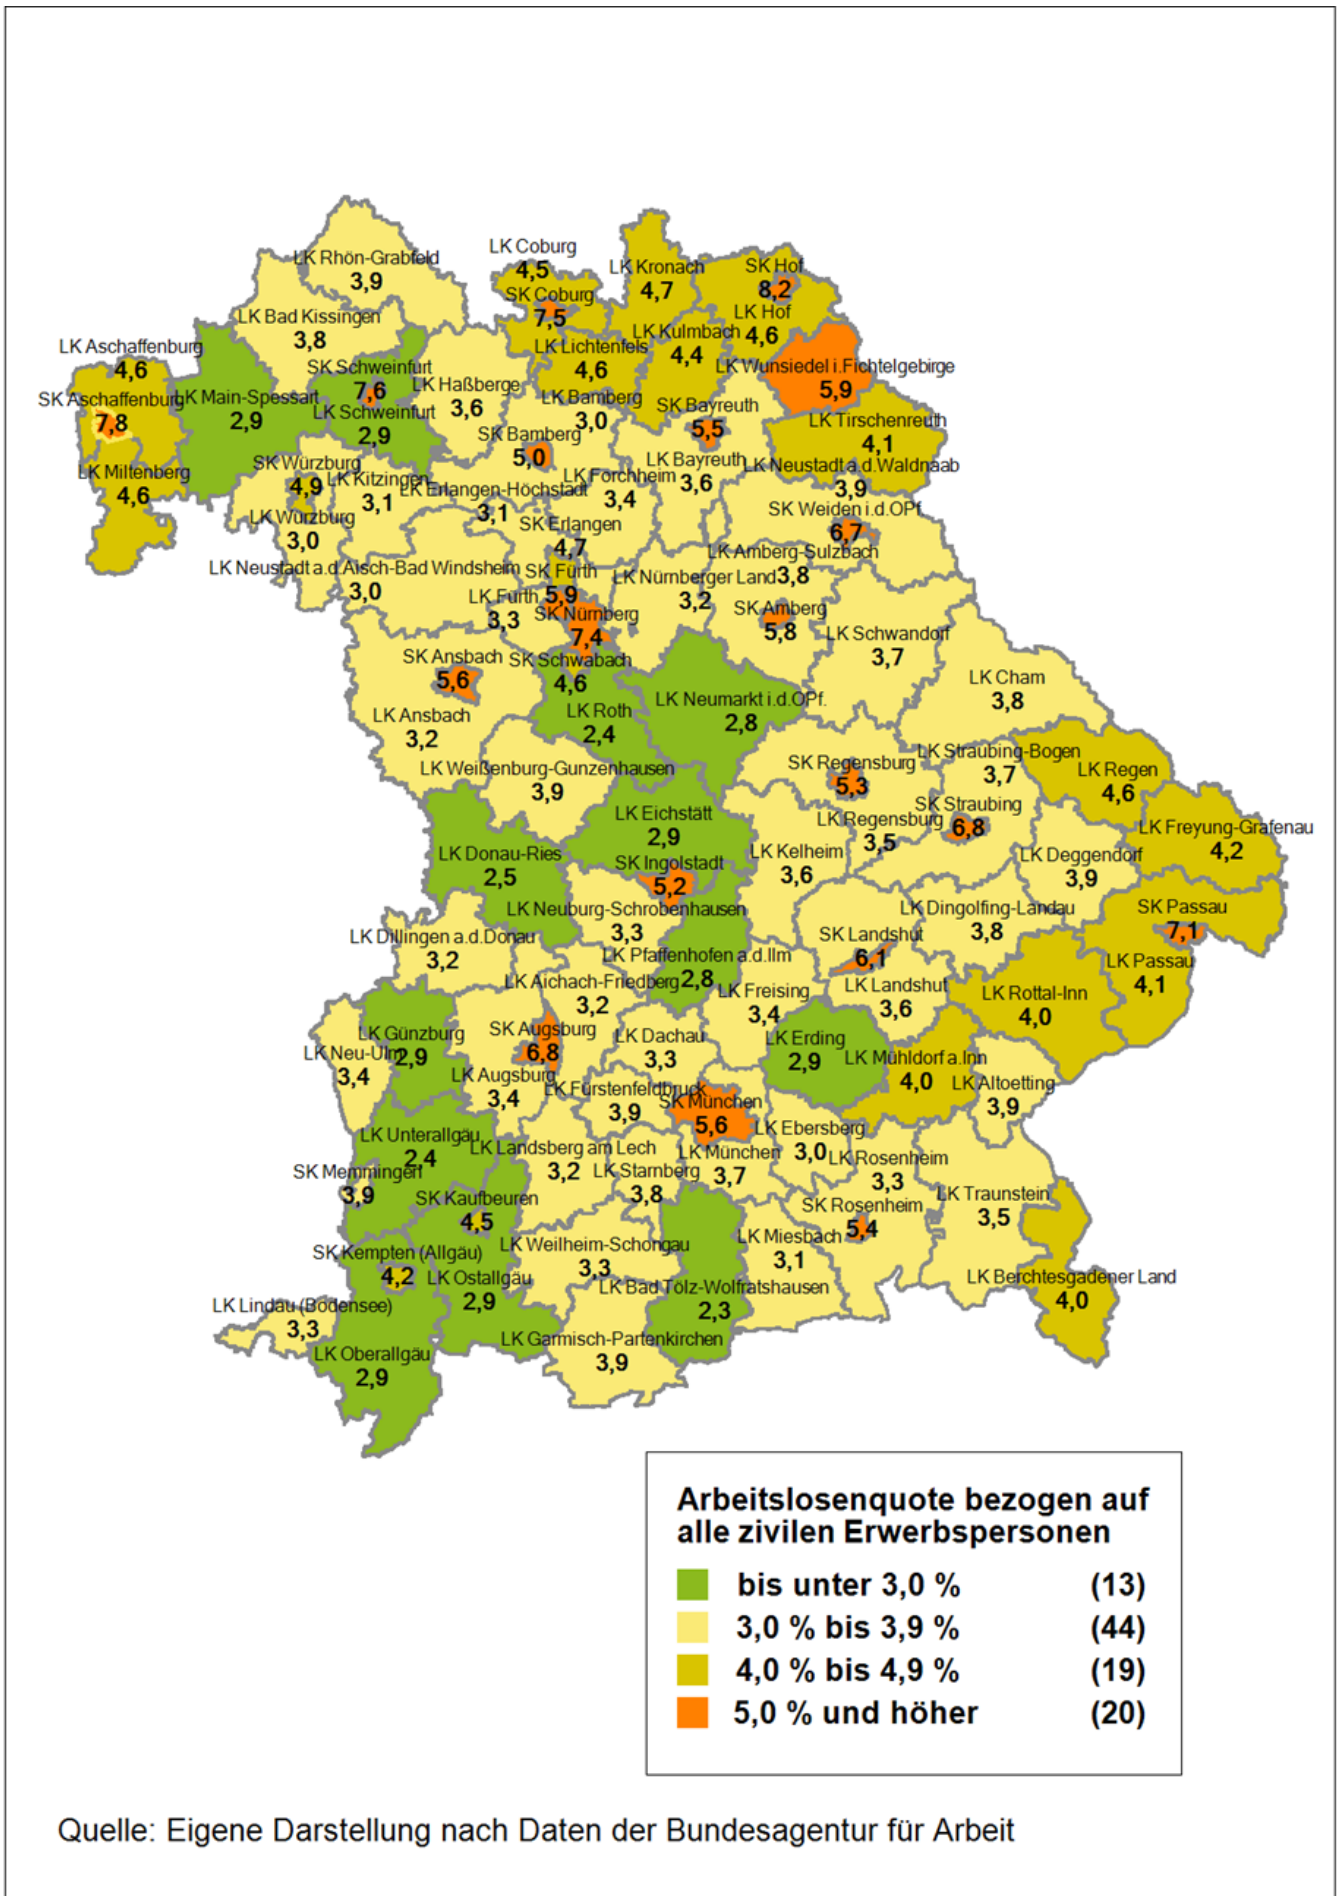 LK Coburg
4,5
LK Rhön-Grabfeld
3,9
LK Kronach
4,7
SK Hof
8,2
SK Coburg
7,5
LK Hof
4,6
LK Bad Kissingen
3,8
LK Kulmbach
4,4
LK Aschaffenburg
4,6
LK Lichtenfels
4,6
SK Schweinfurt
7,6
LK Wunsiedel i.Fichtelgebirge
5,9
LK Haßberge
3,6
SK Aschaffenburg
7,8
LK Main-Spessart
2,9
LK Bamberg
3,0
SK Bayreuth
5,5
LK Schweinfurt
2,9
LK Tirschenreuth
4,1
SK Bamberg
5,0
LK Miltenberg
4,6
SK Würzburg
4,9
LK Kitzingen
3,1
LK Erlangen-Höchstadt
3,1
LK Forchheim
3,4
LK Bayreuth
3,6
LK Neustadt a.d.Waldnaab
3,9
LK Würzburg
3,0
SK Erlangen
4,7
SK Weiden i.d.OPf.
6,7
LK Neustadt a.d.Aisch-Bad Windsheim
3,0
SK Fürth
5,9
LK Nürnberger Land
3,2
LK Amberg-Sulzbach
3,8
LK Fürth
3,3
SK Nürnberg
7,4
SK Amberg
5,8
LK Schwandorf
3,7
SK Ansbach
5,6
SK Schwabach
4,6
LK Cham
3,8
LK Ansbach
3,2
LK Roth
2,4
LK Neumarkt i.d.OPf.
2,8
LK Weißenburg-Gunzenhausen
3,9
SK Regensburg
5,3
LK Straubing-Bogen
3,7
LK Regen
4,6
LK Eichstätt
2,9
LK Regensburg
3,5
SK Straubing
6,8
LK Freyung-Grafenau
4,2
LK Donau-Ries
2,5
SK Ingolstadt
5,2
LK Kelheim
3,6
LK Deggendorf
3,9
LK Neuburg-Schrobenhausen
3,3
LK Dingolfing-Landau
3,8
SK Passau
7,1
LK Dillingen a.d.Donau
3,2
SK Landshut
6,1
LK Pfaffenhofen a.d.Ilm
2,8
LK Passau
4,1
LK Aichach-Friedberg
3,2
LK Freising
3,4
LK Landshut
3,6
LK Rottal-Inn
4,0
LK Günzburg
2,9
SK Augsburg
6,8
LK Dachau
3,3
LK Erding
2,9
LK Neu-Ulm
3,4
LK Mühldorf a.Inn
4,0
LK Augsburg
3,4
LK Fürstenfeldbruck
3,9
SK München
5,6
LK Altoetting
3,9
LK Unterallgäu
2,4
LK Landsberg am Lech
3,2
LK Ebersberg
3,0
LK Starnberg
3,8
LK München
3,7
LK Rosenheim
3,3
SK Memmingen
3,9
SK Kaufbeuren
4,5
SK Rosenheim
5,4
LK Traunstein
3,5
LK Weilheim-Schongau
3,3
LK Miesbach
3,1
SK Kempten (Allgäu)
4,2
LK Ostallgäu
2,9
LK Bad Tölz-Wolfratshausen
2,3
LK Berchtesgadener Land
4,0
LK Lindau (Bodensee)
3,3
LK Oberallgäu
2,9
LK Garmisch-Partenkirchen
3,9
Arbeitslosenquote bezogen auf
alle zivilen Erwerbspersonen
bis unter 3,0 % (13)
3,0 % bis 3,9 % (44)
4,0 % bis 4,9 % (19)
5,0 % und höher (20)
Quelle: Eigene Darstellung nach Daten der Bundesagentur für Arbeit